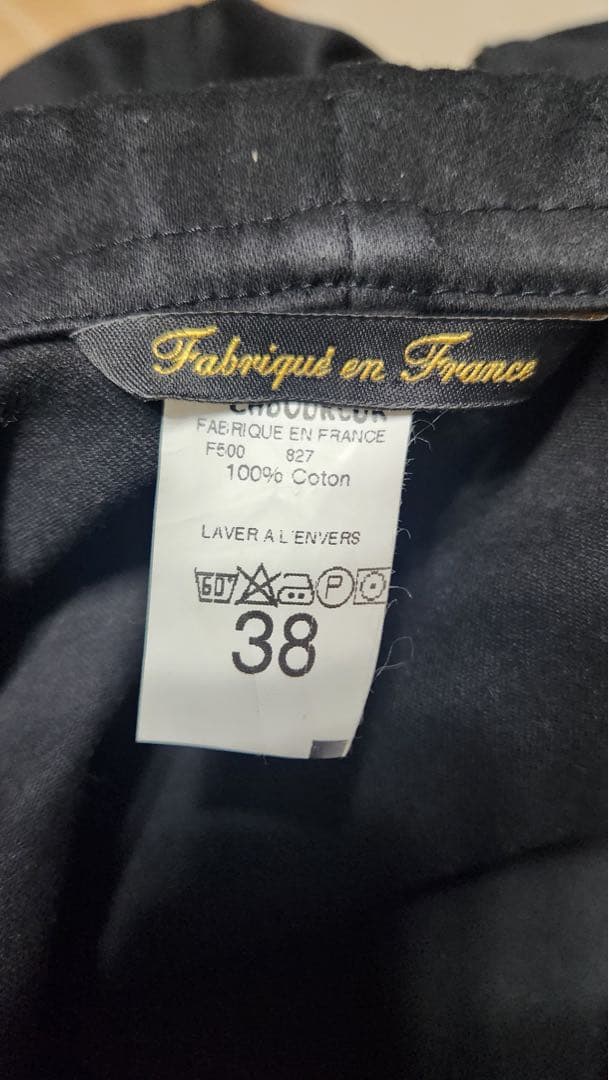 Fabriqué en France
FABRIQUE EN FRANCE
F500 827
100% Coton
LAVER A L'ENVERS
60° P
38